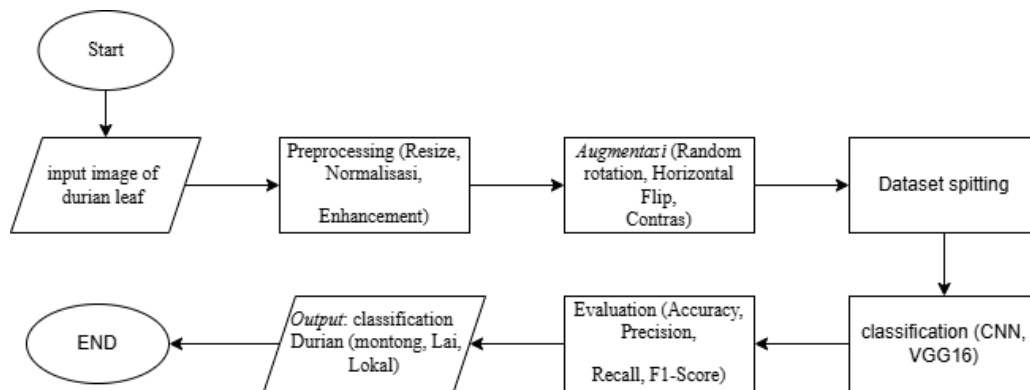 Start
input image of
durian leaf
Preprocessing (Resize,
Normalisasi,
Enhancement)
Augmentasi (Random
rotation, Horizontal
Flip,
Contras)
Dataset spitting
classification (CNN,
VGG16)
Evaluation (Accuracy,
Precision,
Recall, F1-Score)
Output: classification
Durian (montong, Lai,
Lokal)
END